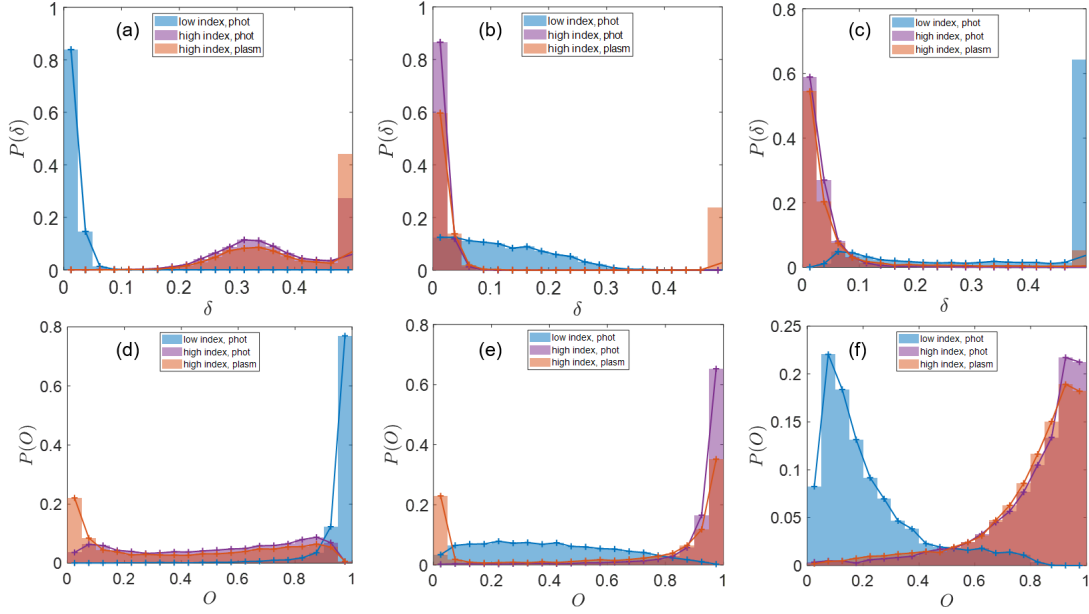 (a)
low index, phot
high index, phot
high index, plasm
P(δ)
1
0.8
0.6
0.4
0.2
0
0 0.1 0.2 0.3 0.4 0.5
δ
(b)
low index, phot
high index, phot
high index, plasm
P(δ)
1
0.8
0.6
0.4
0.2
0
0 0.1 0.2 0.3 0.4 0.5
δ
(c)
low index, phot
high index, phot
high index, plasm
P(δ)
0.8
0.6
0.4
0.2
0
0 0.1 0.2 0.3 0.4 0.5
δ
(d)
low index, phot
high index, phot
high index, plasm
P(O)
0.8
0.6
0.4
0.2
0
0 0.2 0.4 0.6 0.8 1
O
(e)
low index, phot
high index, phot
high index, plasm
P(O)
0.8
0.6
0.4
0.2
0
0 0.2 0.4 0.6 0.8 1
O
(f)
low index, phot
high index, phot
high index, plasm
P(O)
0.25
0.2
0.15
0.1
0.05
0
0 0.2 0.4 0.6 0.8 1
O